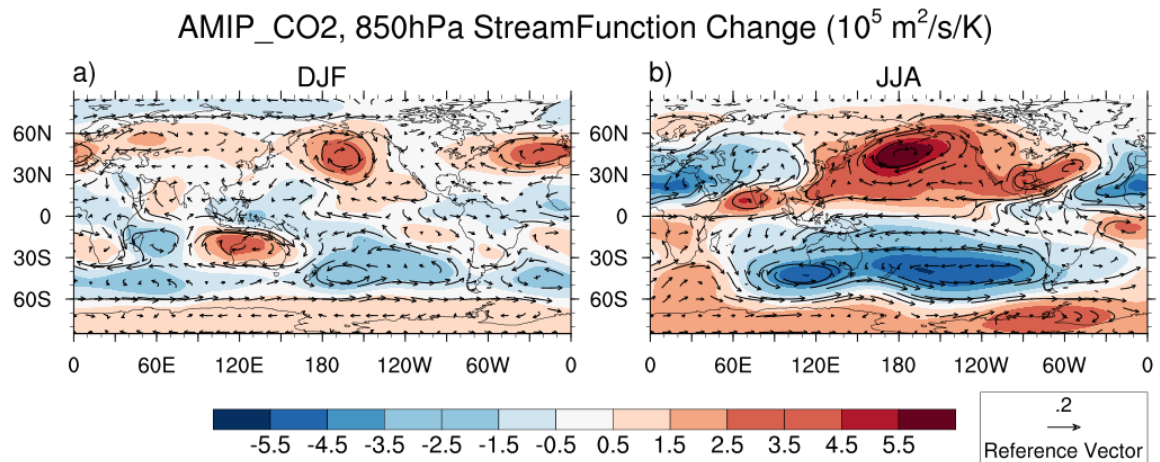 AMIP_CO2, 850hPa StreamFunction Change (10⁵ m²/s/K)
a) DJF
b) JJA
60N
30N
0
30S
60S
0 60E 120E 180 120W 60W 0
60N
30N
0
30S
60S
0 60E 120E 180 120W 60W 0
-5.5 -4.5 -3.5 -2.5 -1.5 -0.5 0.5 1.5 2.5 3.5 4.5 5.5
.2
Reference Vector